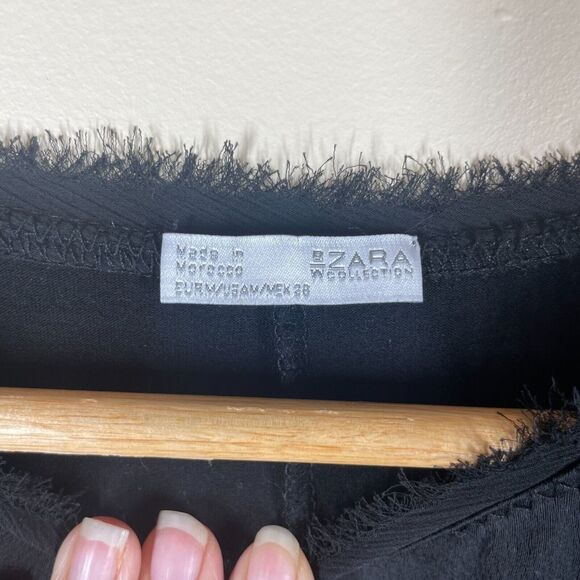 Made in
Morocco
EUR M/USA M/MEX 28
B/W ZARA
COLLECTION